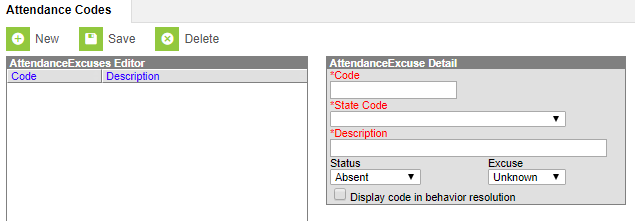 Attendance Codes
New Save Delete
AttendanceExcuses Editor
Code Description
AttendanceExcuse Detail
*Code
*State Code
*Description
Status Excuse
Absent Unknown
Display code in behavior resolution